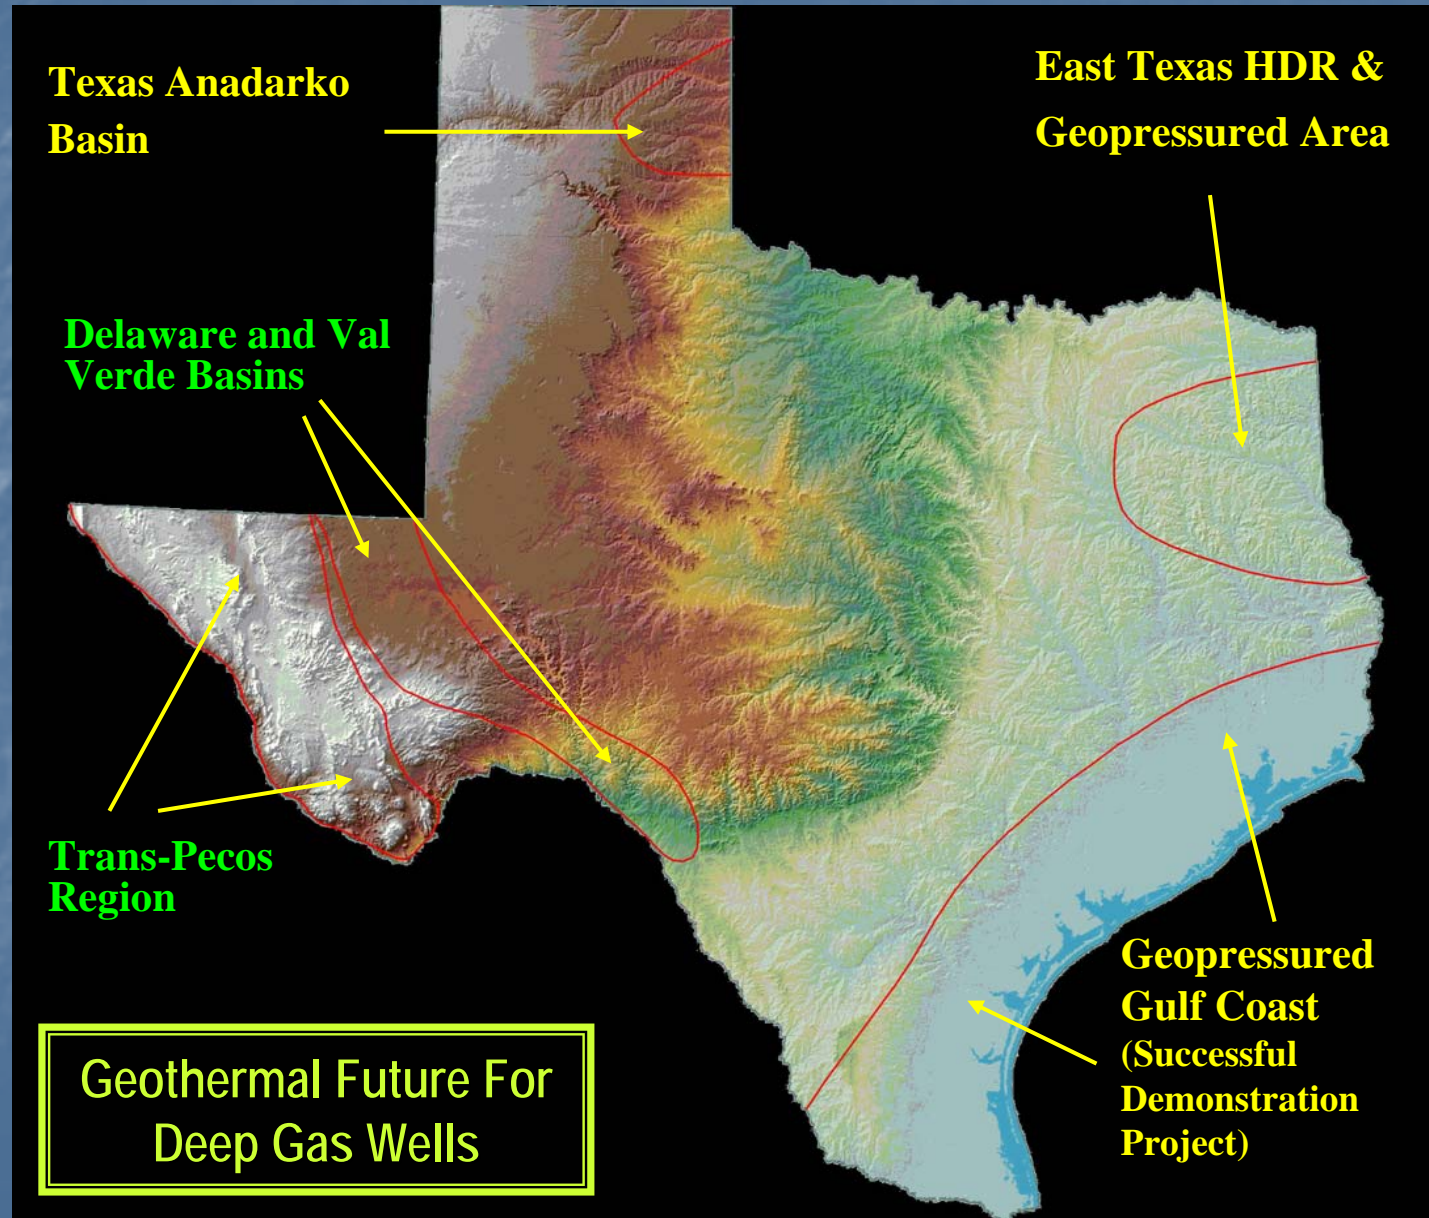 Texas Anadarko
Basin
East Texas HDR &
Geopressured Area
Delaware and Val
Verde Basins
Trans-Pecos
Region
Geopressured
Gulf Coast
(Successful
Demonstration
Project)
Geothermal Future For
Deep Gas Wells